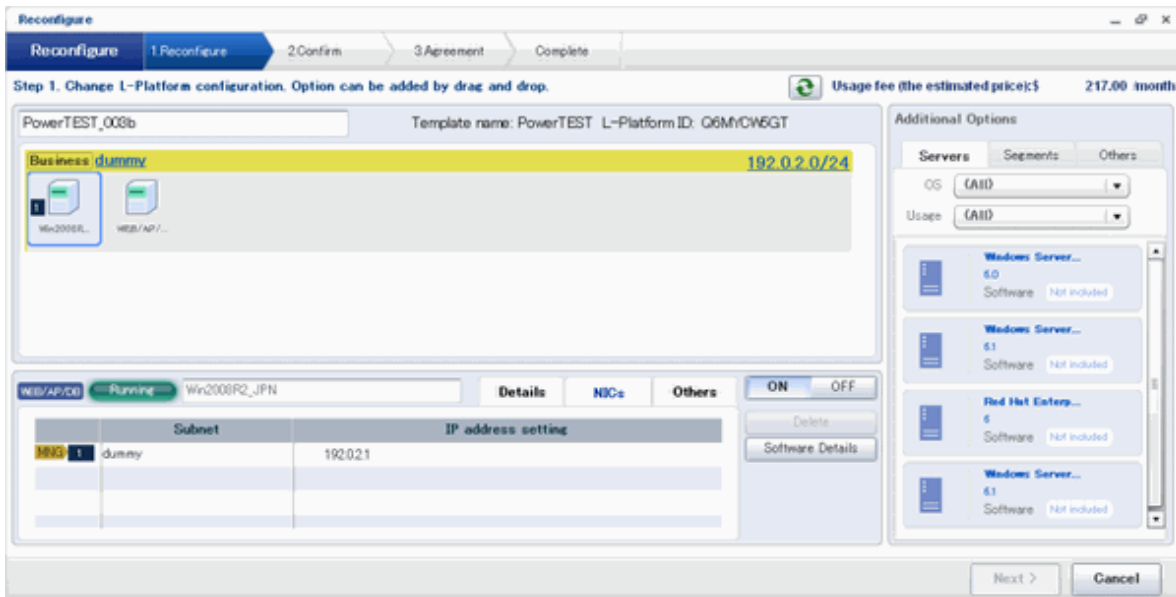 Reconfigure
Reconfigure 1.Reconfigure 2.Confirm 3.Agreement Complete
Step 1. Change L-Platform configuration. Option can be added by drag and drop.
Usage fee (the estimated price):$ 217.00 /month
PowerTEST_003b
Template name: PowerTEST L-Platform ID: Q6MYCW5GT
Business dummy 192.0.2.0/24
1
Win2008R...
WEB/AP/...
Additional Options
Servers Segments Others
OS (All)
Usage (All)
Windows Server...
6.0
Software Not included
Windows Server...
6.1
Software Not included
Red Hat Enterp...
6
Software Not included
Windows Server...
6.1
Software Not included
WEB/AP/DB Running Win2008R2_JPN
Details NICs Others
ON OFF
Delete
Software Details
Subnet IP address setting
MNG 1 dummy 192.0.2.1
Next > Cancel